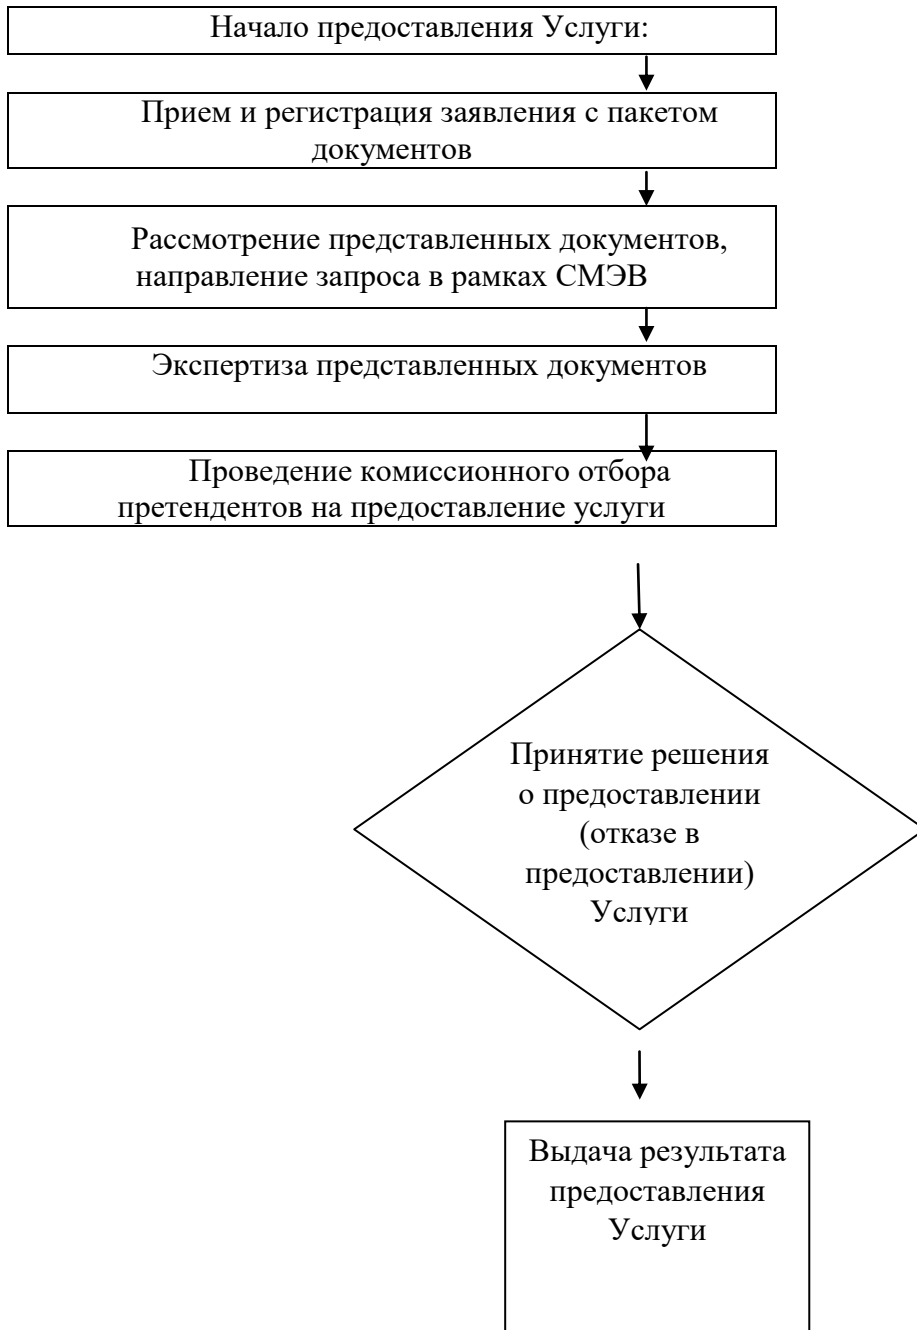 Начало предоставления Услуги:
Прием и регистрация заявления с пакетом
документов
Рассмотрение представленных документов,
направление запроса в рамках СМЭВ
Экспертиза представленных документов
Проведение комиссионного отбора
претендентов на предоставление услуги
Принятие решения
о предоставлении
(отказе в
предоставлении)
Услуги
Выдача результата
предоставления
Услуги